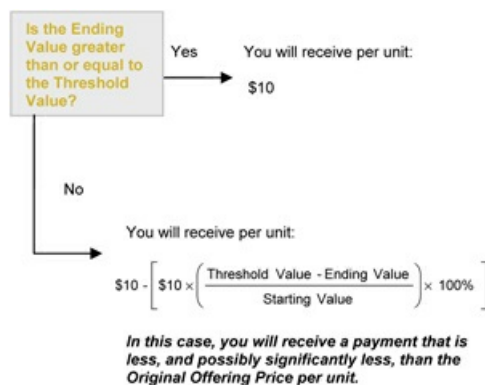 Is the Ending
Value greater
than or equal to
the Threshold
Value?
Yes
You will receive per unit:
$10
No
You will receive per unit:
$10 - [ $10 × ( Threshold Value - Ending Value / Starting Value ) × 100% ]
In this case, you will receive a payment that is
less, and possibly significantly less, than the
Original Offering Price per unit.